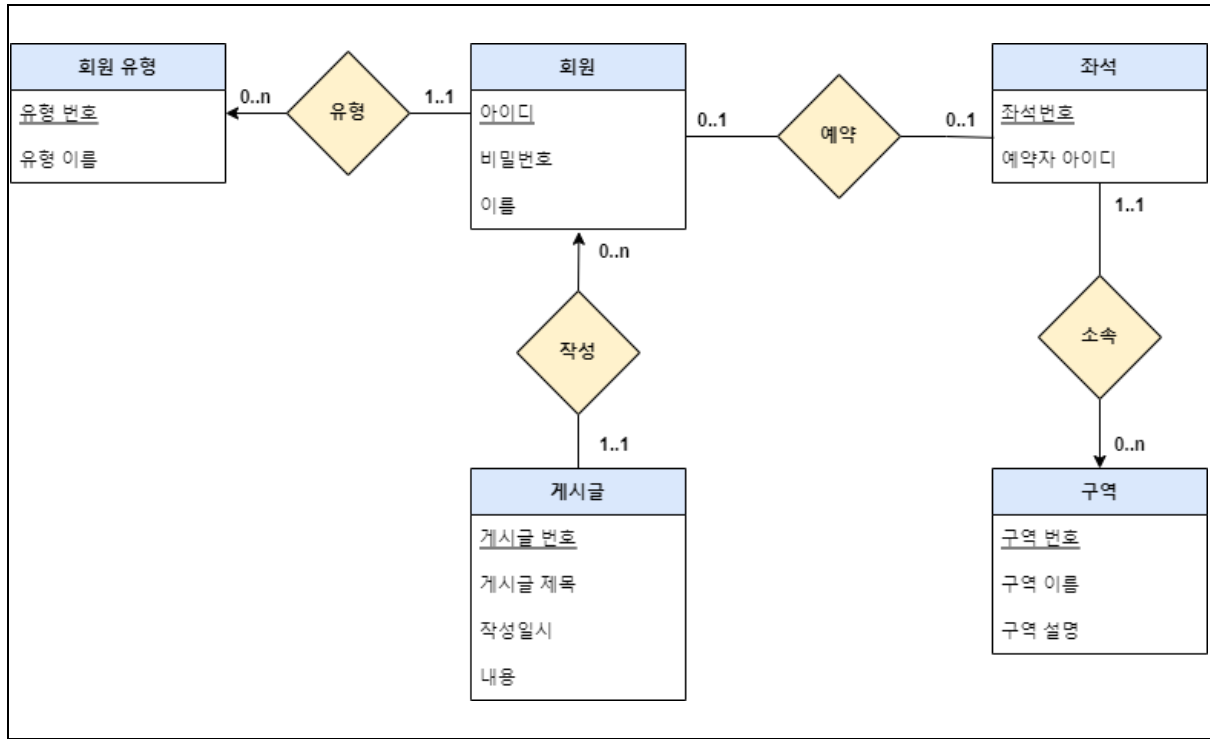 회원 유형
유형 번호
유형 이름
0..n
유형
1..1
회원
아이디
비밀번호
이름
0..1
예약
0..1
좌석
좌석번호
예약자 아이디
0..n
작성
1..1
게시글
게시글 번호
게시글 제목
작성일시
내용
1..1
소속
0..n
구역
구역 번호
구역 이름
구역 설명